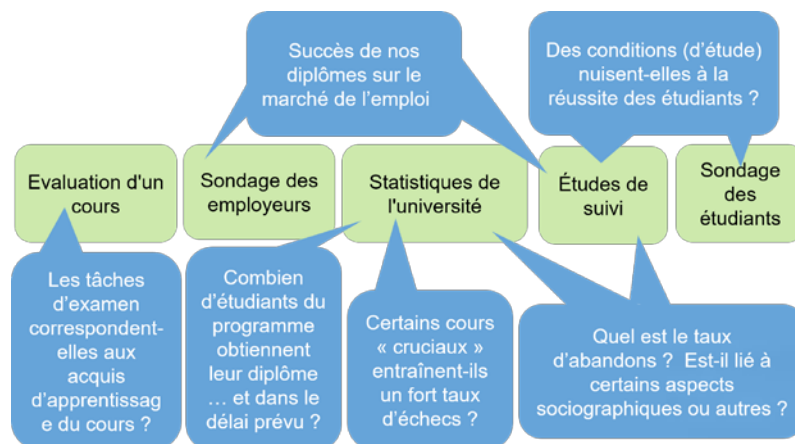 Succès de nos
diplômes sur le
marché de l'emploi
Des conditions (d'étude)
nuisent-elles à la
réussite des étudiants ?
Evaluation d'un
cours
Sondage des
employeurs
Statistiques de
l'université
Études de
suivi
Sondage
des
étudiants
Les tâches
d'examen
correspondent-
elles aux
acquis
d'apprentissag
e du cours ?
Combien
d'étudiants du
programme
obtiennent
leur diplôme
… et dans le
délai prévu ?
Certains cours
« cruciaux »
entraînent-ils
un fort taux
d'échecs ?
Quel est le taux
d'abandons ?  Est-il lié à
certains aspects
sociographiques ou autres ?